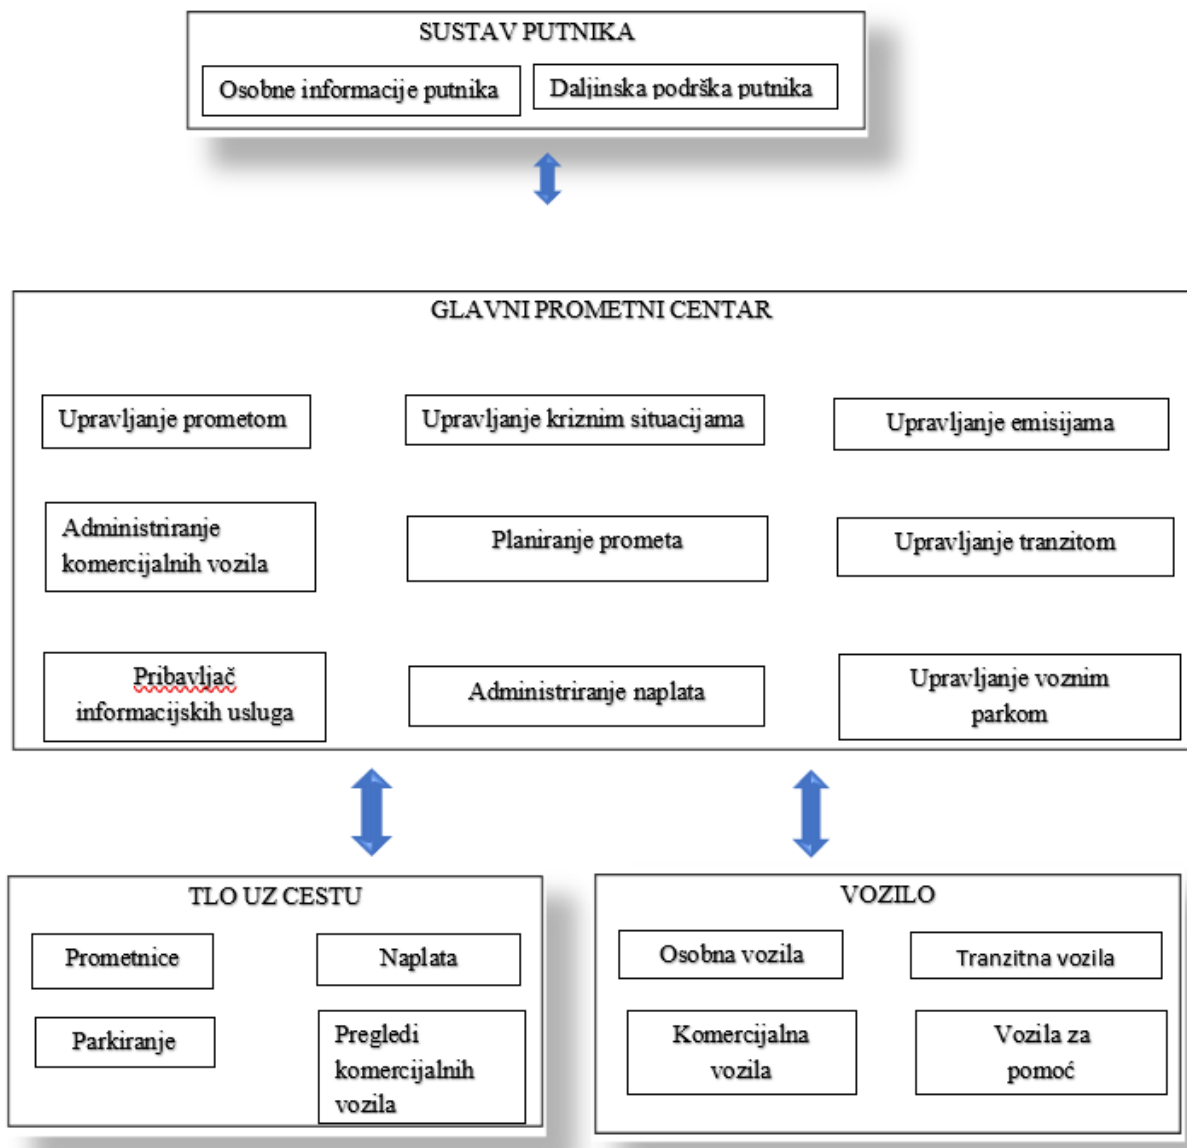 SUSTAV PUTNIKA
Osobne informacije putnika
Daljinska podrška putnika
GLAVNI PROMETNI CENTAR
Upravljanje prometom
Upravljanje kriznim situacijama
Upravljanje emisijama
Administriranje
komercijalnih vozila
Planiranje prometa
Upravljanje tranzitom
Pribavljač
informacijskih usluga
Administriranje naplata
Upravljanje voznim
parkom
TLO UZ CESTU
Prometnice
Naplata
Parkiranje
Pregledi
komercijalnih
vozila
VOZILO
Osobna vozila
Tranzitna vozila
Komercijalna
vozila
Vozila za
pomoć